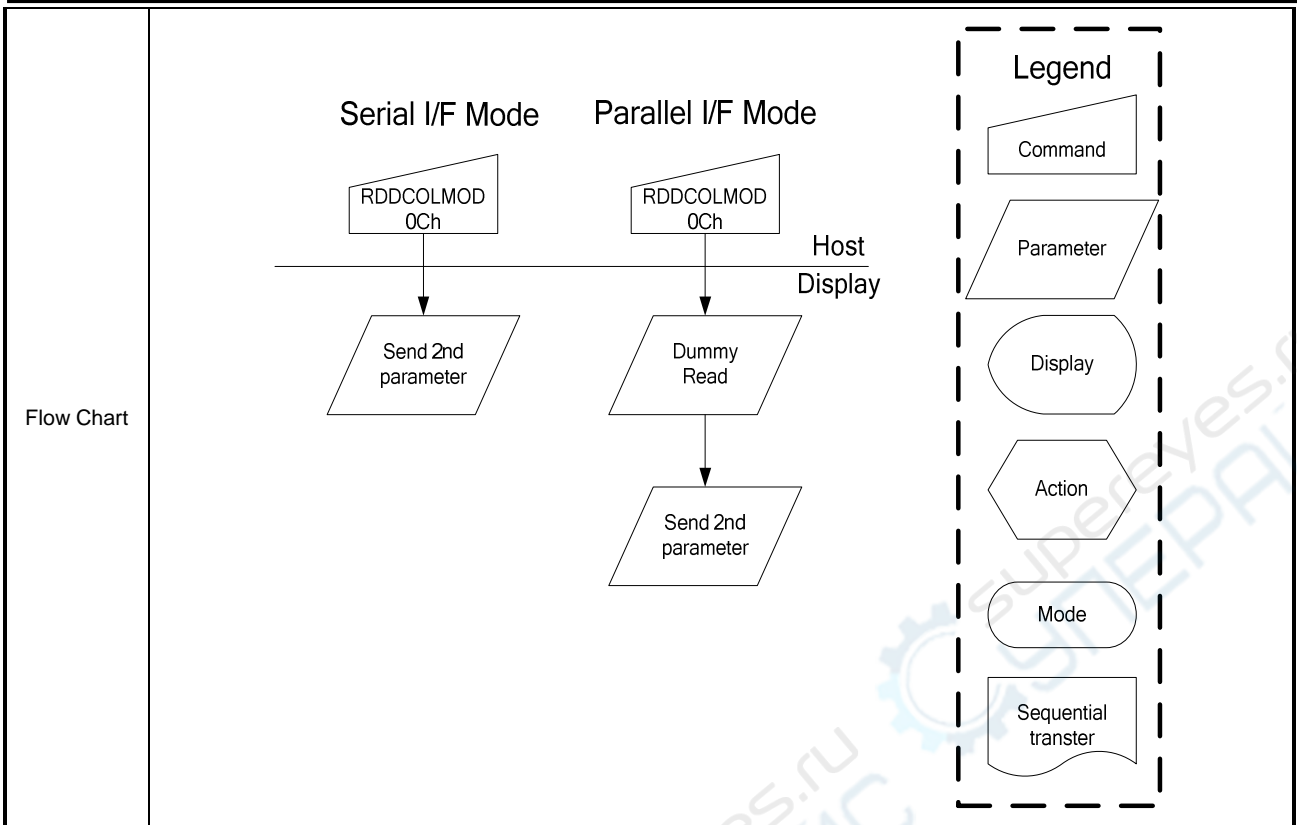 Flow Chart
Serial I/F Mode
Parallel I/F Mode
RDDCOLMOD
0Ch
RDDCOLMOD
0Ch
Host
Display
Send 2nd
parameter
Dummy
Read
Send 2nd
parameter
Legend
Command
Parameter
Display
Action
Mode
Sequential
transter